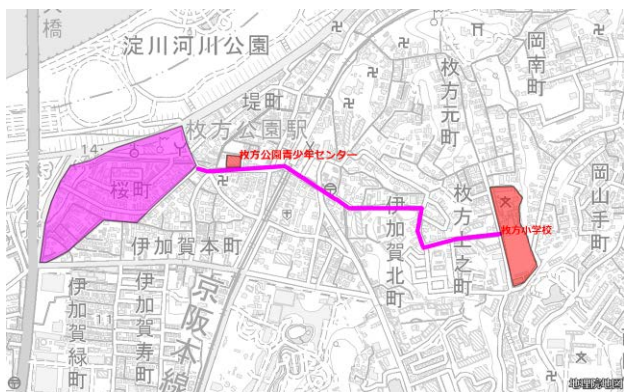 大橋
淀川河川公園
岡南町
堤町
枚方元町
枚方公園駅
14
枚方公園青少年センター
桜町
岡山手町
伊加賀本町
伊加賀北町
枚方上之町
枚方小学校
伊加賀緑町
11
伊加賀寿町
京阪本線
地理院地図